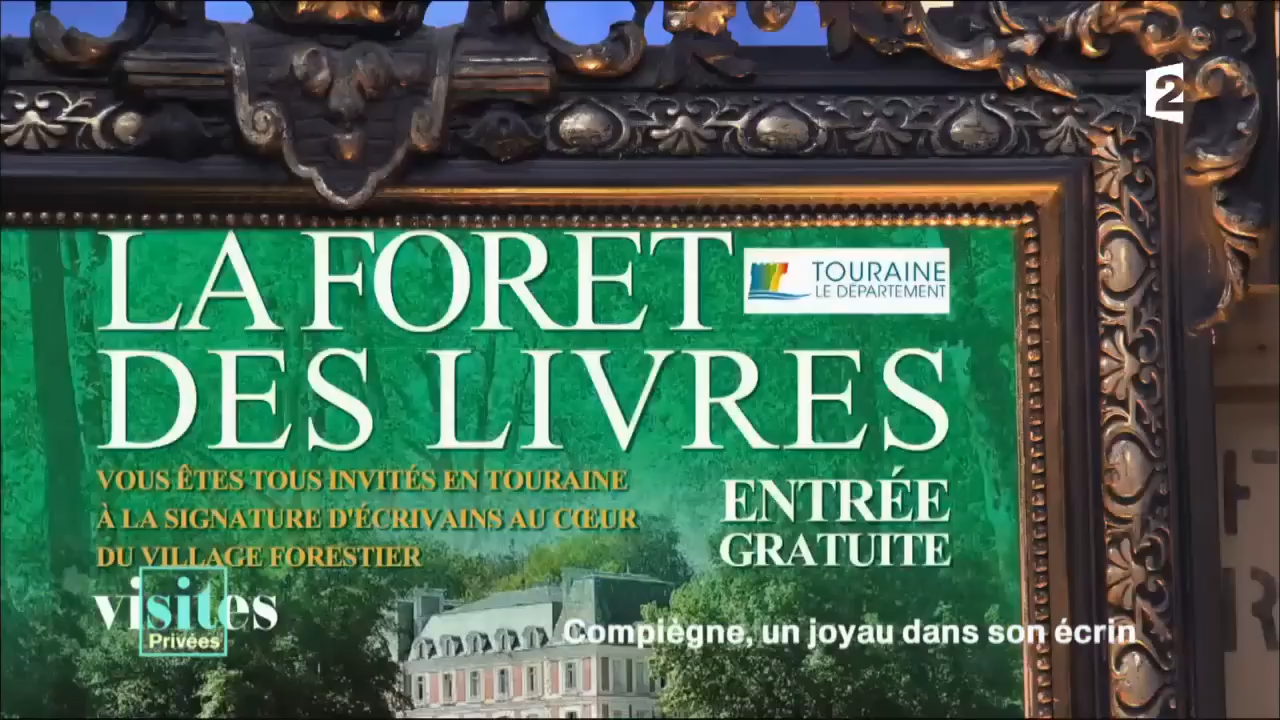 2
LA FORET
TOURAINE
LE DÉPARTEMENT
DES LIVRES
VOUS ÊTES TOUS INVITÉS EN TOURAINE
À LA SIGNATURE D'ÉCRIVAINS AU CŒUR
DU VILLAGE FORESTIER
ENTRÉE
GRATUITE
visites
Privées
Compiègne, un joyau dans son écrin